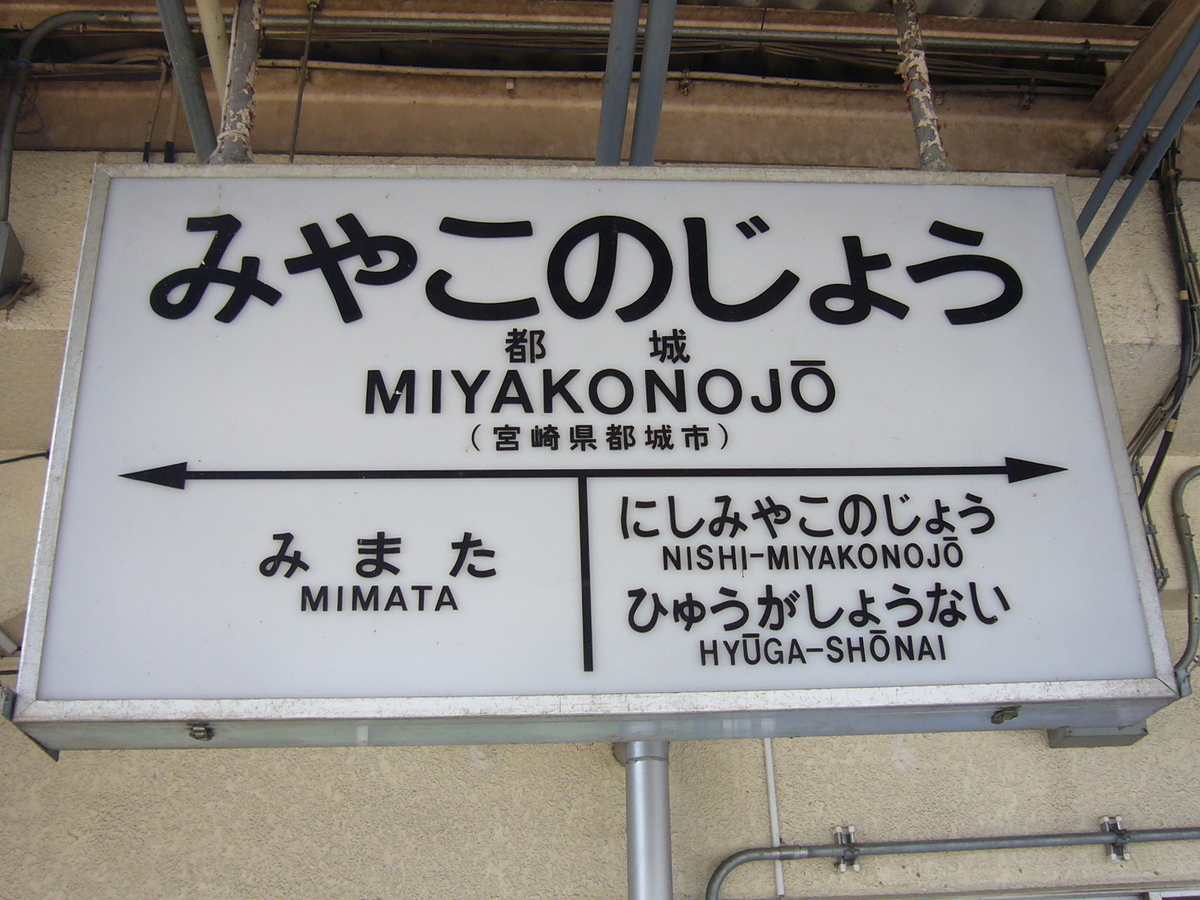 みやこのじょう
都城
MIYAKONOJŌ
（宮崎県都城市）
みまた
MIMATA
にしみやこのじょう
NISHI-MIYAKONOJŌ
ひゅうがしょうない
HYŪGA-SHŌNAI